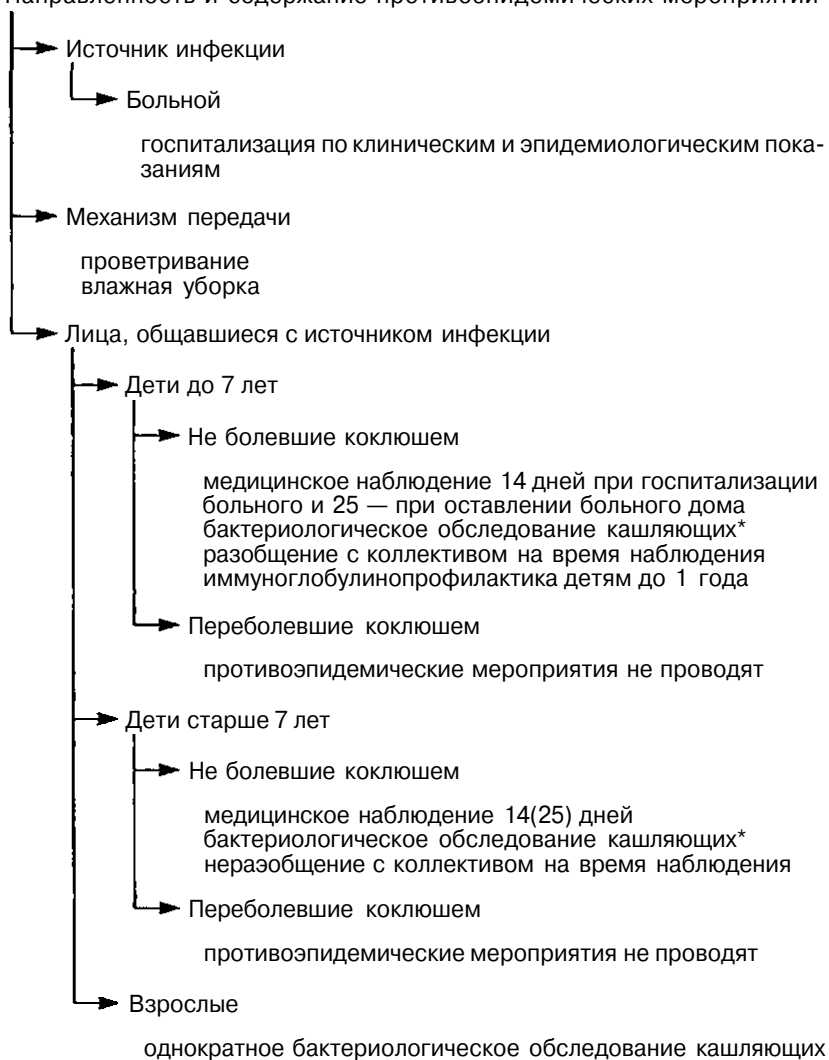 Направленность и содержание противоэпидемических мероприятий
Источник инфекции
Больной
госпитализация по клиническим и эпидемиологическим пока-
заниям
Механизм передачи
проветривание
влажная уборка
Лица, общавшиеся с источником инфекции
Дети до 7 лет
Не болевшие коклюшем
медицинское наблюдение 14 дней при госпитализации
больного и 25 — при оставлении больного дома
бактериологическое обследование кашляющих*
разобщение с коллективом на время наблюдения
иммуноглобулинопрофилактика детям до 1 года
Переболевшие коклюшем
противоэпидемические мероприятия не проводят
Дети старше 7 лет
Не болевшие коклюшем
медицинское наблюдение 14(25) дней
бактериологическое обследование кашляющих*
неразобщение с коллективом на время наблюдения
Переболевшие коклюшем
противоэпидемические мероприятия не проводят
Взрослые
однократное бактериологическое обследование кашляющих